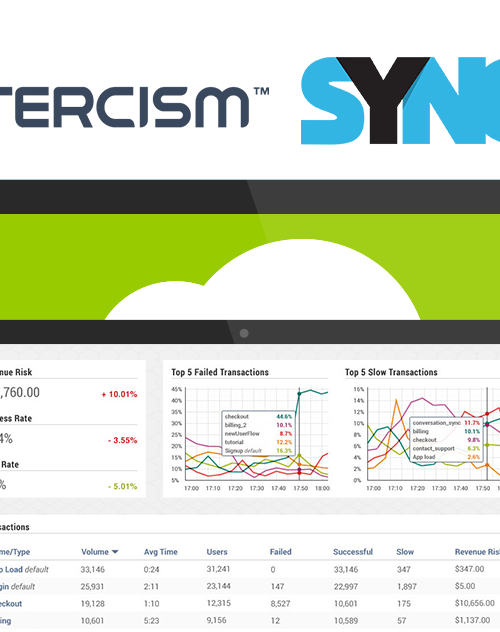 TERCISM™
SYNC
nue Risk
,760.00
+ 10.01%
ess Rate
4%
- 3.55%
Rate
%
- 5.01%
Top 5 Failed Transactions
45%
40%
35%
30%
25%
20%
15%
10%
5%
checkout 44.6%
billing_2 10.1%
newUserFlow 8.7%
tutorial 12.2%
Signup default 16.3%
17:00 17:10 17:20 17:30 17:40 17:50 18:00
Top 5 Slow Transactions
16%
14%
12%
10%
8%
6%
4%
2%
0%
conversation_sync 11.7%
billing 10.1%
checkout 9.8%
contact_support 6.3%
App load 2.6%
17:00 17:10 17:20 17:30 17:40 17:50
sactions
me/Type Volume Avg Time Users Failed Successful Slow Revenue Ris
p Load default 33,146 0:24 31,241 0 33,146 347 $347.00
gin default 25,931 2:11 23,144 147 22,997 1,897 $5.00
eckout 19,128 1:10 12,315 8,527 10,601 175 $10,656.00
ing 10,601 5:23 9,156 12 10,589 57 $1,137.00